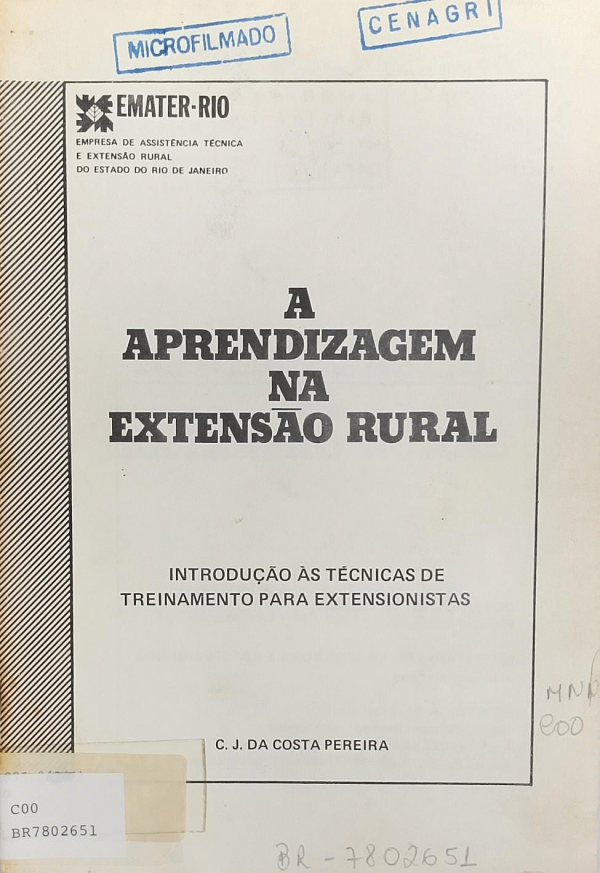 MICROFILMADO
CENAGRI
EMATER-RIO
EMPRESA DE ASSISTÊNCIA TÉCNICA
E EXTENSÃO RURAL
DO ESTADO DO RIO DE JANEIRO
A
APRENDIZAGEM
NA
EXTENSÃO RURAL
INTRODUÇÃO ÀS TÉCNICAS DE
TREINAMENTO PARA EXTENSIONISTAS
C. J. DA COSTA PEREIRA
C00
BR7802651
BR-7802651